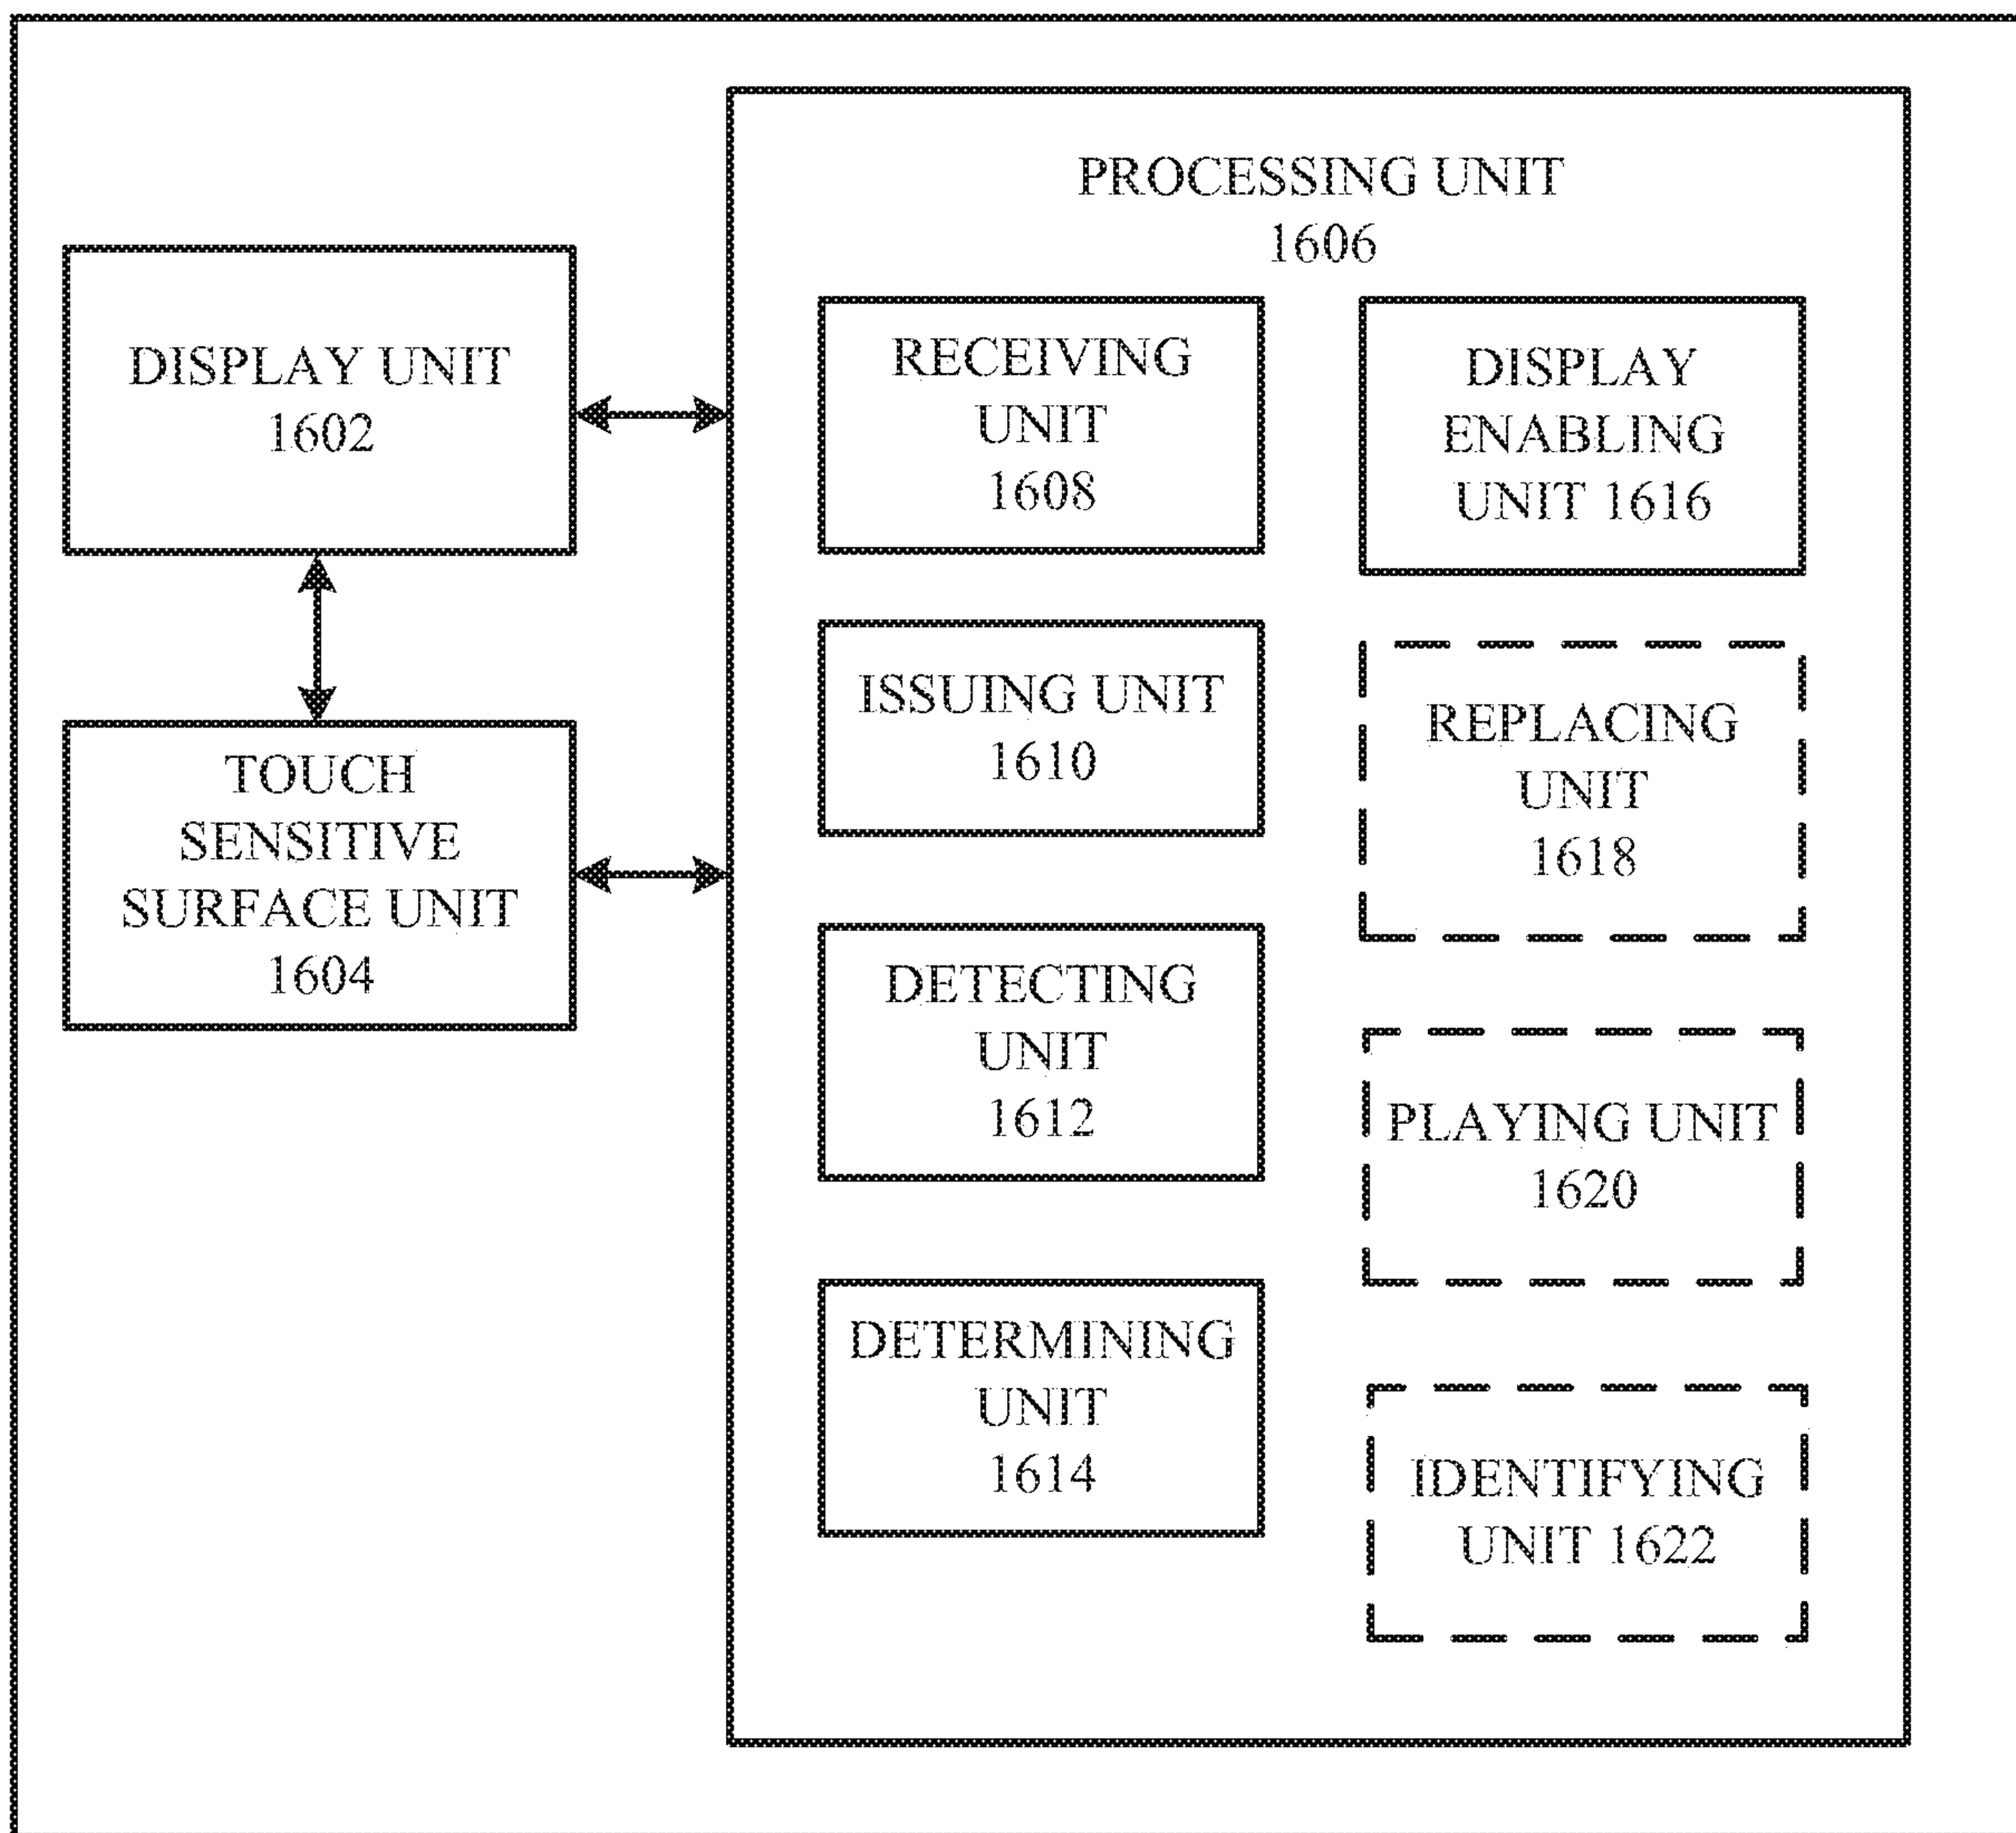 PROCESSING UNIT
1606
DISPLAY UNIT
1602
TOUCH
SENSITIVE
SURFACE UNIT
1604
RECEIVING
UNIT
1608
ISSUING UNIT
1610
DETECTING
UNIT
1612
DETERMINING
UNIT
1614
DISPLAY
ENABLING
UNIT 1616
REPLACING
UNIT
1618
PLAYING UNIT
1620
IDENTIFYING
UNIT 1622